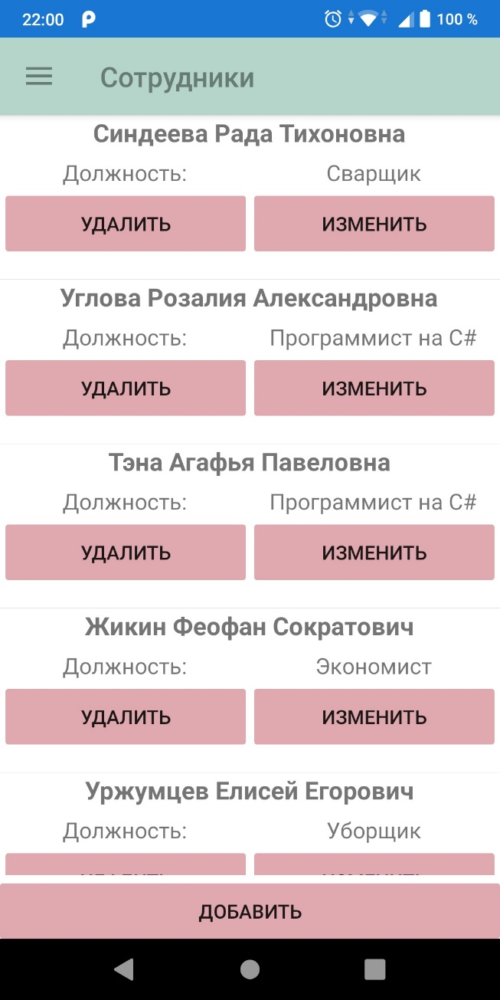 22:00 100 %
Сотрудники
Синдеева Рада Тихоновна
Должность: Сварщик
УДАЛИТЬ ИЗМЕНИТЬ
Углова Розалия Александровна
Должность: Программист на C#
УДАЛИТЬ ИЗМЕНИТЬ
Тэна Агафья Павеловна
Должность: Программист на C#
УДАЛИТЬ ИЗМЕНИТЬ
Жикин Феофан Сократович
Должность: Экономист
УДАЛИТЬ ИЗМЕНИТЬ
Уржумцев Елисей Егорович
Должность: Уборщик
ДОБАВИТЬ